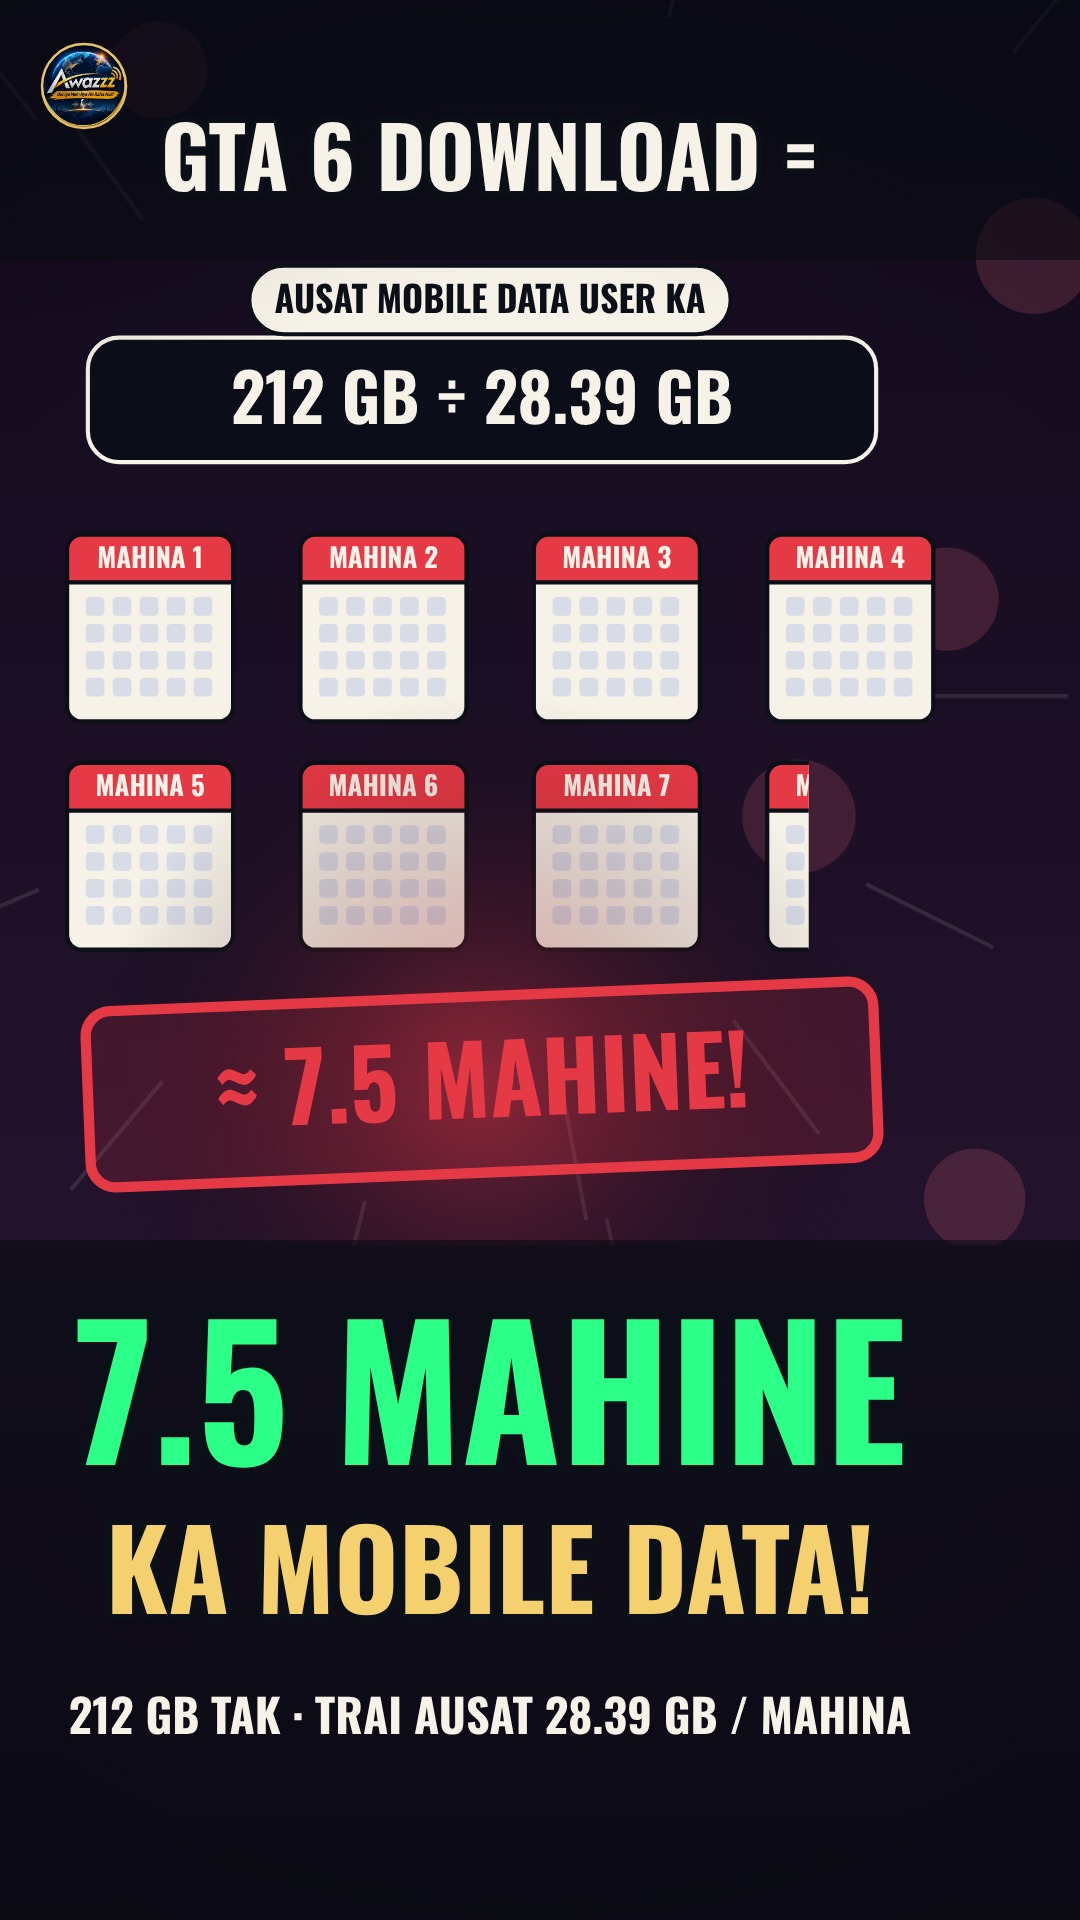 Awazzz
GTA 6 DOWNLOAD =
AUSAT MOBILE DATA USER KA
212 GB ÷ 28.39 GB
MAHINA 1
MAHINA 2
MAHINA 3
MAHINA 4
MAHINA 5
MAHINA 6
MAHINA 7
≈ 7.5 MAHINE!
7.5 MAHINE
KA MOBILE DATA!
212 GB TAK · TRAI AUSAT 28.39 GB / MAHINA